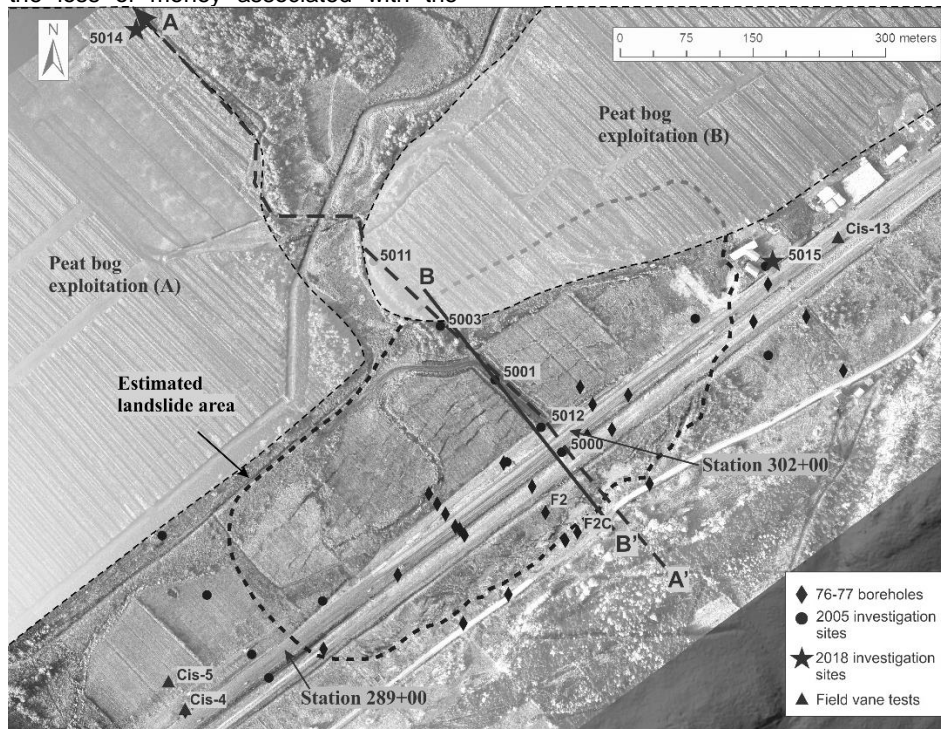 the loss of money associated with the
N
A
5014
0 75 150 300 meters
Peat bog
exploitation (B)
Cis-13
5015
5011
B
Peat bog
exploitation (A)
5003
5001
Estimated
landslide area
5012
5000
Station 302+00
F2
F2C
B'
A'
76-77 boreholes
2005 investigation
sites
2018 investigation
sites
Field vane tests
Cis-5
Cis-4
Station 289+00